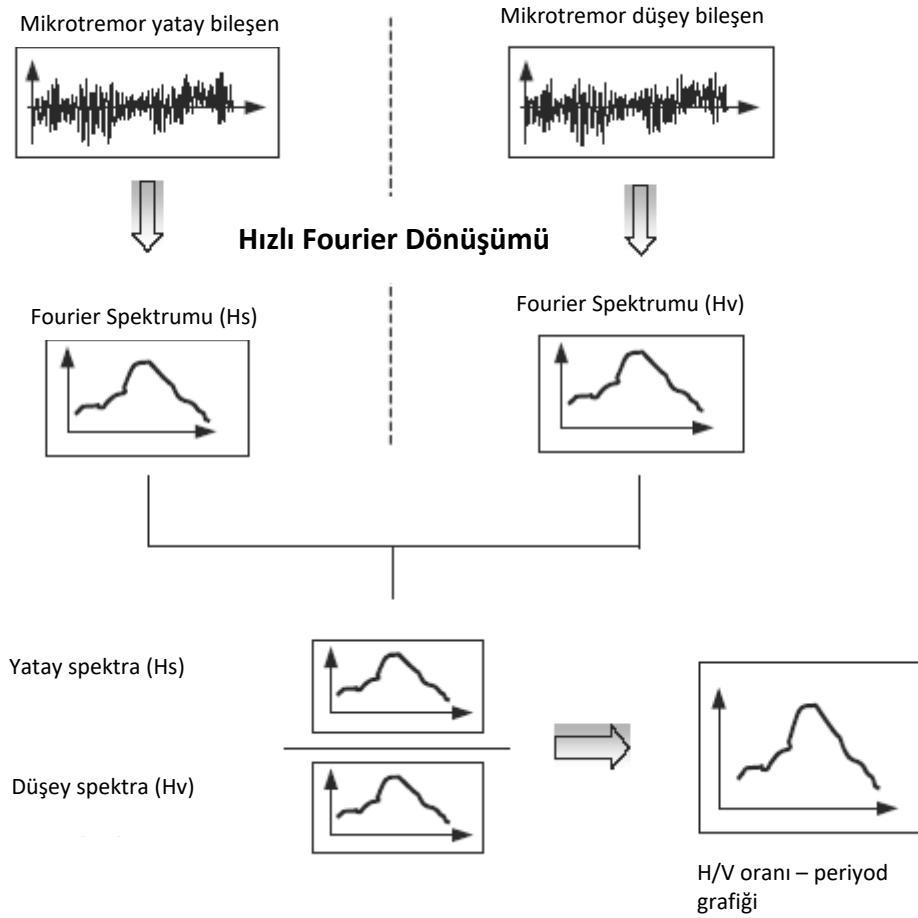 Mikrotremor yatay bileşen
Mikrotremor düşey bileşen
Hızlı Fourier Dönüşümü
Fourier Spektrumu (Hs)
Fourier Spektrumu (Hv)
Yatay spektra (Hs)
Düşey spektra (Hv)
H/V oranı – periyod
grafiği